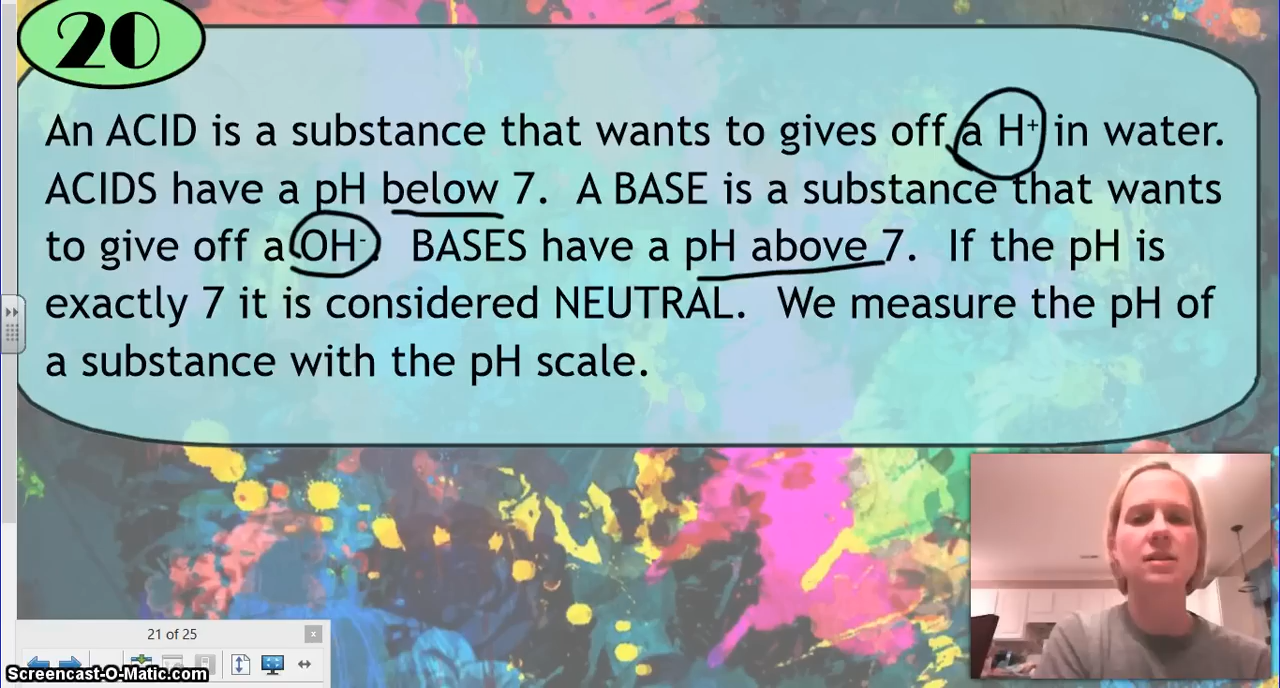 20
An ACID is a substance that wants to gives off a H⁺ in water.
ACIDS have a pH below 7. A BASE is a substance that wants
to give off a OH⁻. BASES have a pH above 7. If the pH is
exactly 7 it is considered NEUTRAL. We measure the pH of
a substance with the pH scale.
21 of 25
x
Screencast-O-Matic.com